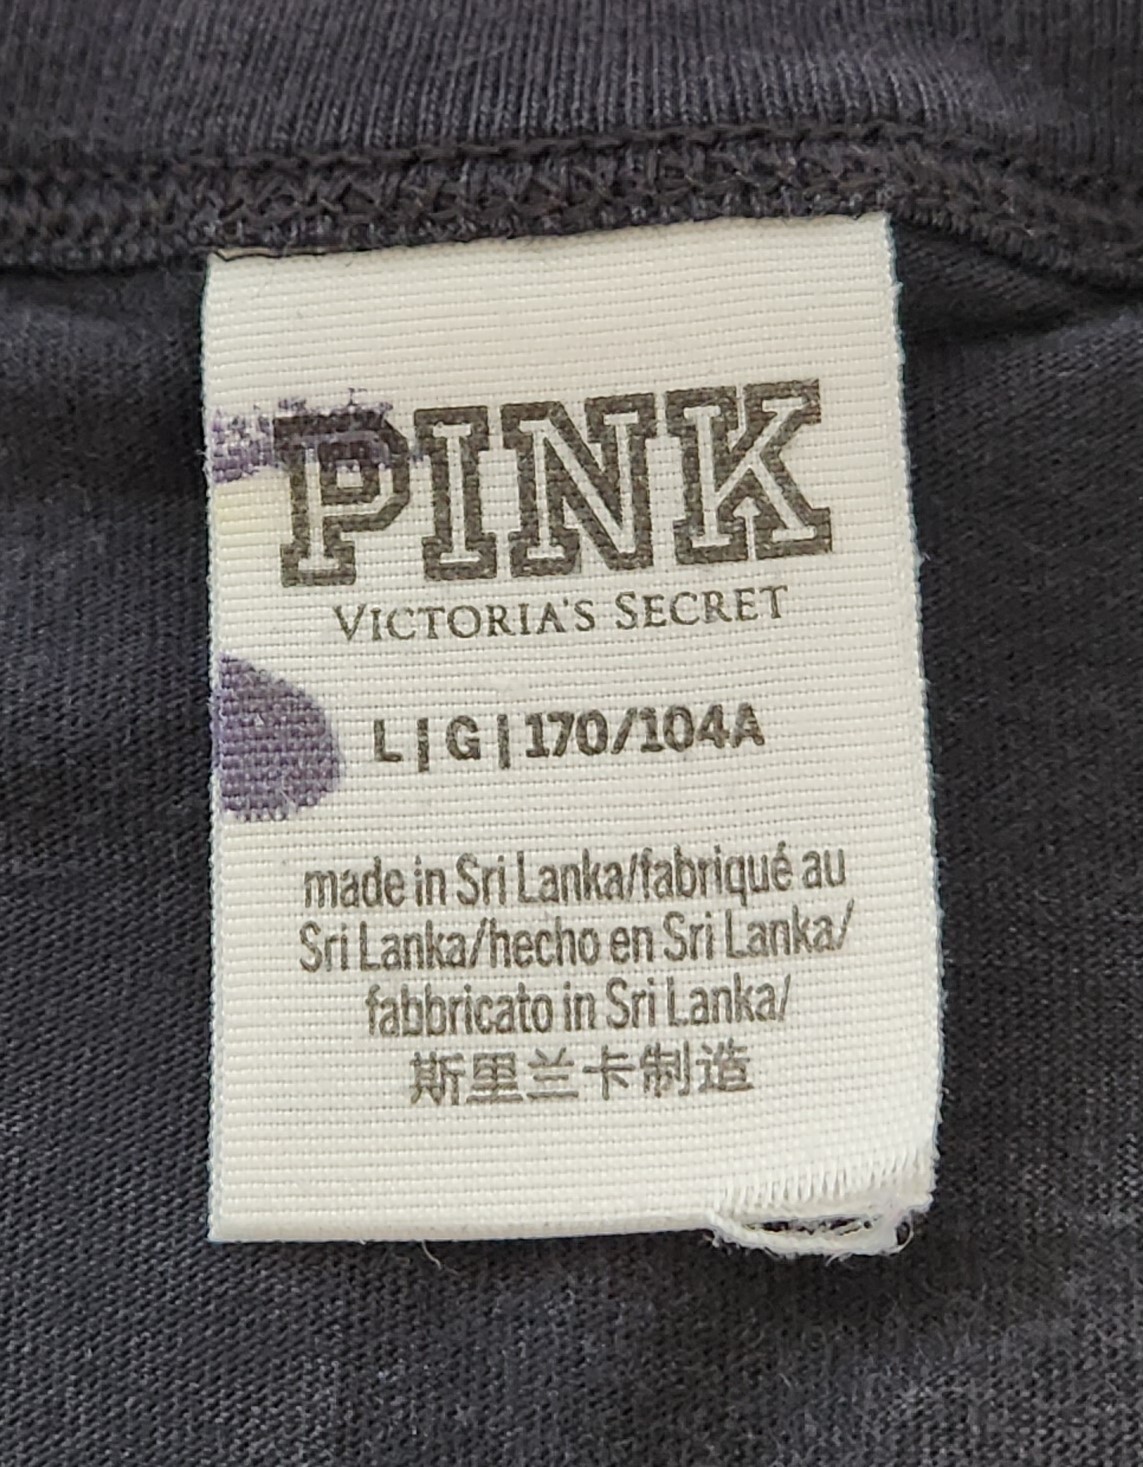 PINK
VICTORIA'S SECRET
L | G | 170/104A
made in Sri Lanka/fabriqué au
Sri Lanka/hecho en Sri Lanka/
fabbricato in Sri Lanka/
斯里兰卡制造